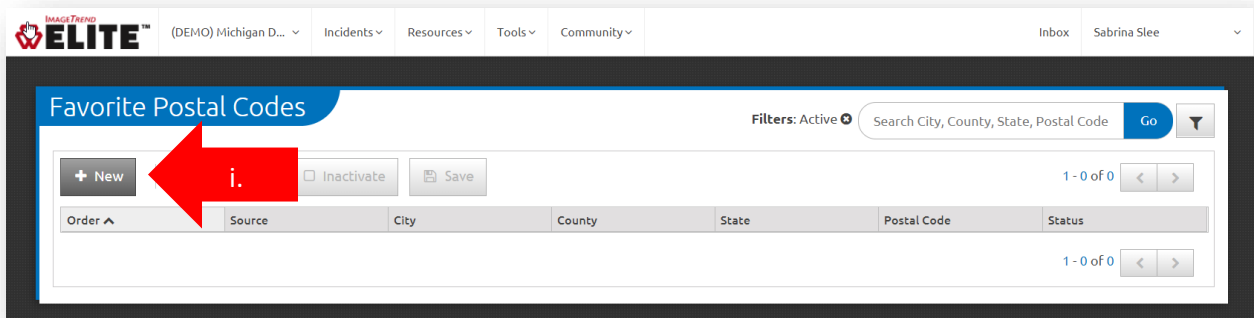 IMAGETREND
ELITE™ (DEMO) Michigan D... Incidents Resources Tools Community Inbox Sabrina Slee
Favorite Postal Codes
Filters: Active Search City, County, State, Postal Code Go
+ New i. Inactivate Save 1 - 0 of 0 < >
Order Source City County State Postal Code Status
1 - 0 of 0 < >